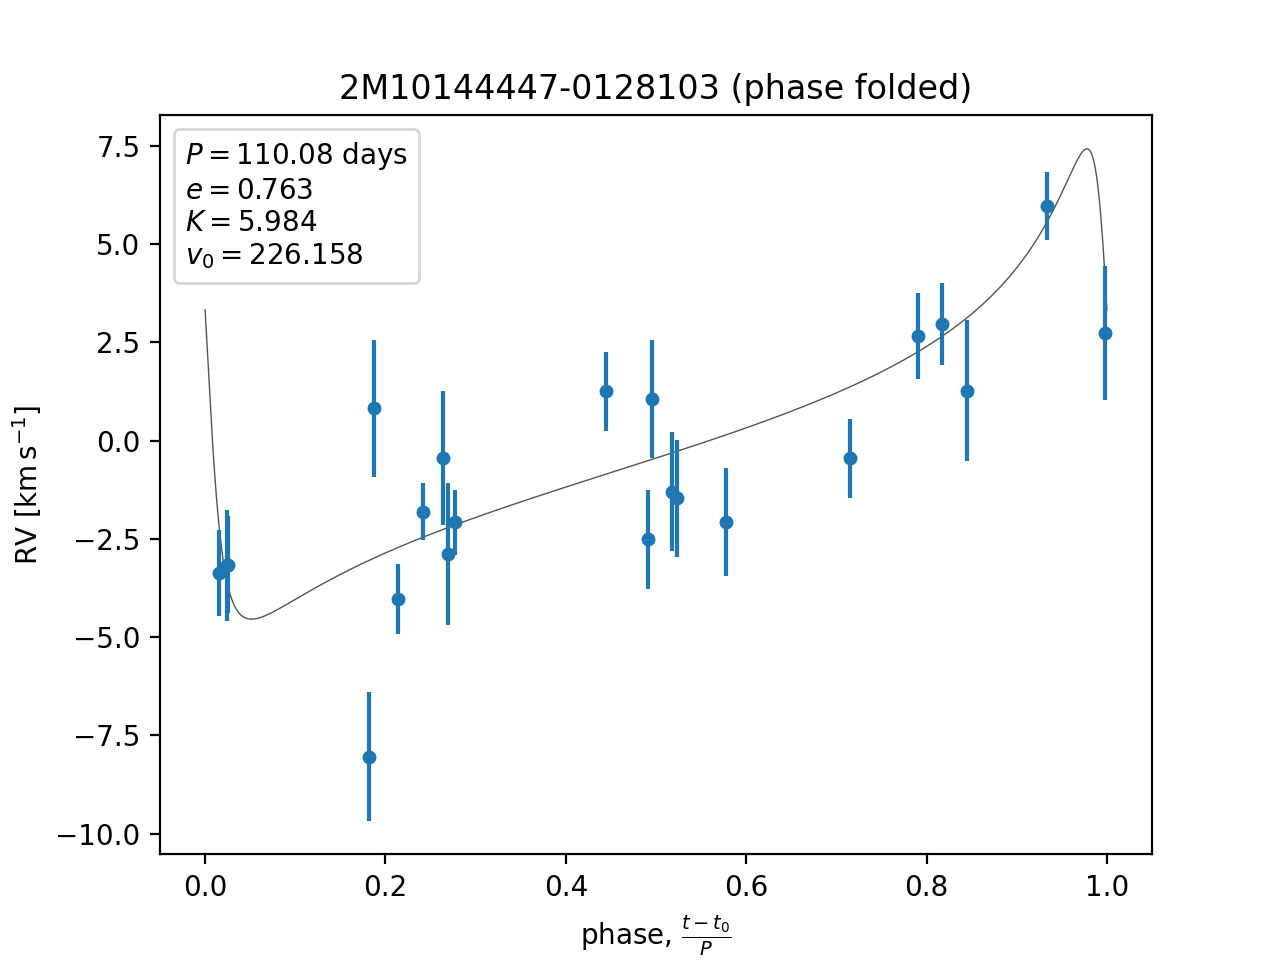 2M10144447-0128103 (phase folded)
P = 110.08 days
e = 0.763
K = 5.984
v₀ = 226.158
7.5
5.0
2.5
0.0
−2.5
−5.0
−7.5
−10.0
RV [km s⁻¹]
0.0 0.2 0.4 0.6 0.8 1.0
phase, (t − t₀)/P